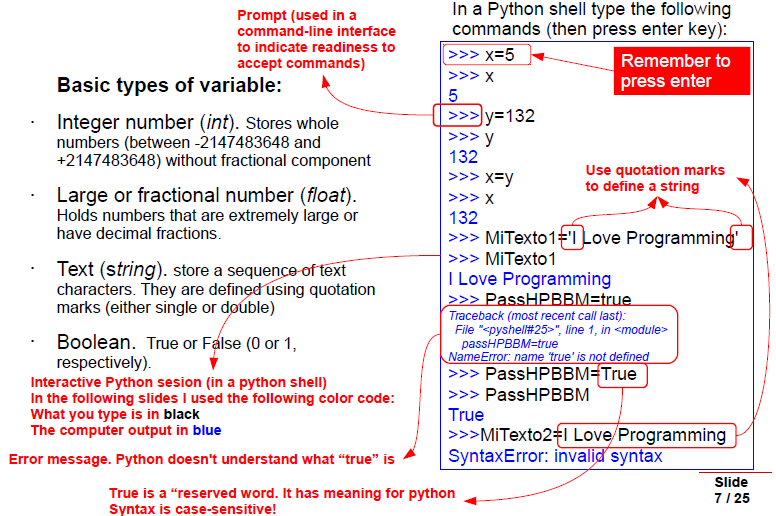 Prompt (used in a
command-line interface
to indicate readiness to
accept commands)
In a Python shell type the following
commands (then press enter key):
Basic types of variable:
· Integer number (int). Stores whole
numbers (between -2147483648 and
+2147483648) without fractional component
· Large or fractional number (float).
Holds numbers that are extremely large or
have decimal fractions.
· Text (string). store a sequence of text
characters. They are defined using quotation
marks (either single or double)
· Boolean. True or False (0 or 1,
respectively).
Interactive Python sesion (in a python shell)
In the following slides I used the following color code:
What you type is in black
The computer output in blue
Error message. Python doesn't understand what “true” is
True is a “reserved word. It has meaning for python
Syntax is case-sensitive!
>>> x=5
>>> x
5
>>> y=132
>>> y
132
>>> x=y
>>> x
132
>>> MiTexto1='I Love Programming'
>>> MiTexto1
I Love Programming
>>> PassHPBBM=true
Traceback (most recent call last):
File "<pyshell#25>", line 1, in <module>
passHPBBM=true
NameError: name 'true' is not defined
>>> PassHPBBM=True
>>> PassHPBBM
True
>>>MiTexto2=I Love Programming
SyntaxError: invalid syntax
Remember to
press enter
Use quotation marks
to define a string
Slide
7 / 25